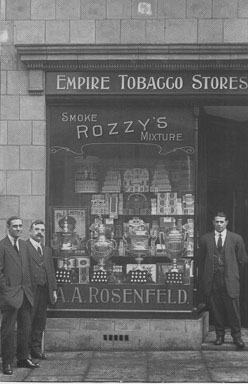 EMPIRE TOBACCO STORES
SMOKE
ROZZY'S
MIXTURE
A.A. ROSENFELD.